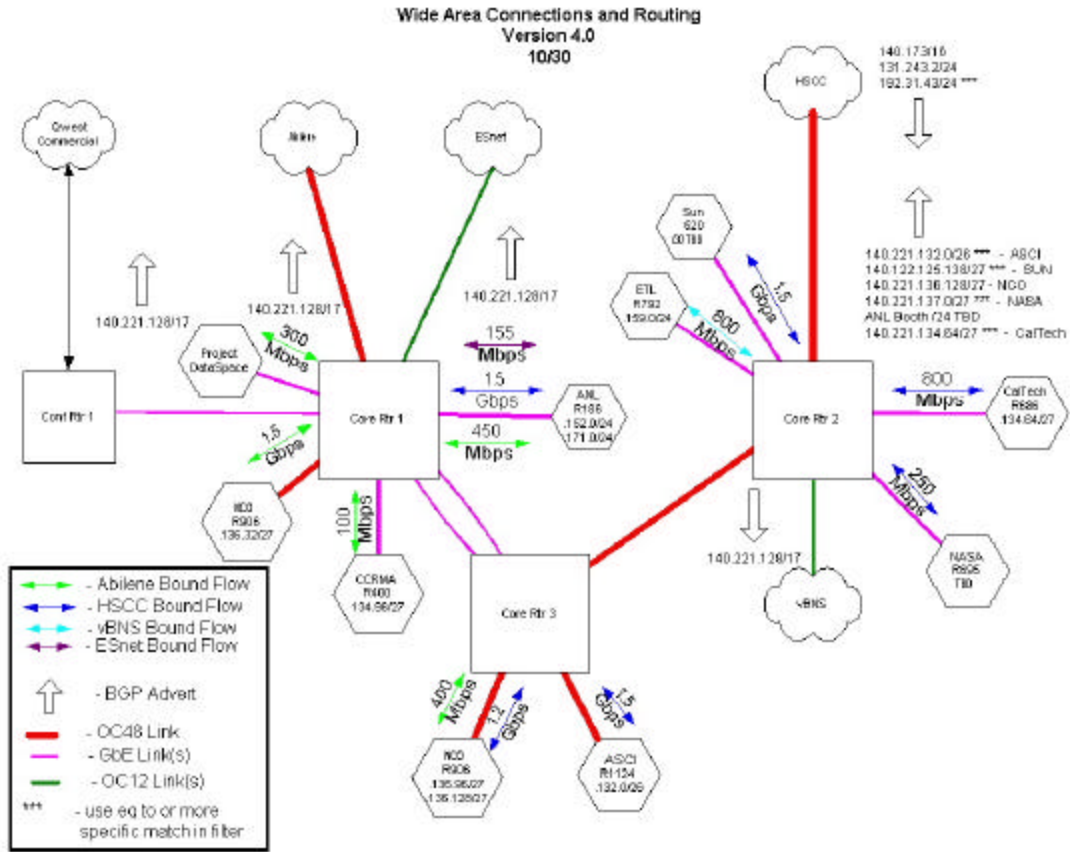 Wide Area Connections and Routing
Version 4.0
10/30
HSCC
140.173/16
131.243.2/24
192.31.43/24 ***
Qwest
Commercial
ESnet
Sun
620
ETL
R792
159.0/24
1.5
Gbps
600
Mbps
140.221.132.0/26 *** - ASCI
140.122.125.138/27 *** - SUN
140.221.136.128/27 - NCO
140.221.137.0/27 *** - NASA
ANL Booth /24 TBD
140.221.134.64/27 *** - CalTech
140.221.128/17
140.221.128/17
140.221.128/17
Project
DataSpace
300
Mbps
155
Mbps
1.5
Gbps
450
Mbps
ANL
R186
.152.0/24
.171.0/24
Cont Rtr 1
Core Rtr 1
Core Rtr 2
800
Mbps
CalTech
R686
134.64/27
1.5
Gbps
NCO
R906
.136.32/27
100
Mbps
CCRMA
R400
134.96/27
250
Mbps
NASA
R695
TBD
140.221.128/17
vBNS
Core Rtr 3
400
Mbps
1.2
Gbps
1.5
Gbps
NCO
R906
.136.96/27
136.128/27
ASCI
R1124
.132.0/26
- Abilene Bound Flow
- HSCC Bound Flow
- vBNS Bound Flow
- ESnet Bound Flow
- BGP Advert
- OC48 Link
- GbE Link(s)
- OC12 Link(s)
*** - use eq to or more
specific match in filter